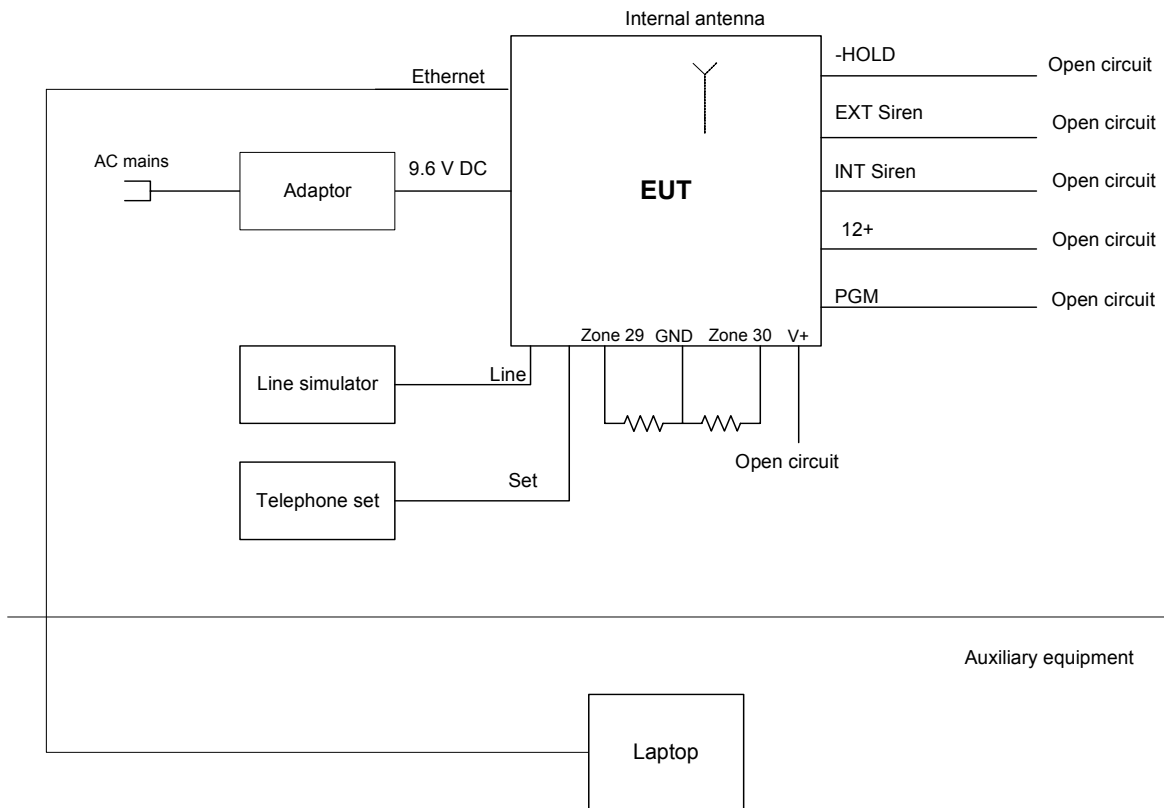 Internal antenna
-HOLD
Open circuit
Ethernet
EXT Siren
Open circuit
AC mains
Adaptor
9.6 V DC
EUT
INT Siren
Open circuit
12+
Open circuit
PGM
Open circuit
Zone 29
GND
Zone 30
V+
Line simulator
Line
Open circuit
Telephone set
Set
Auxiliary equipment
Laptop